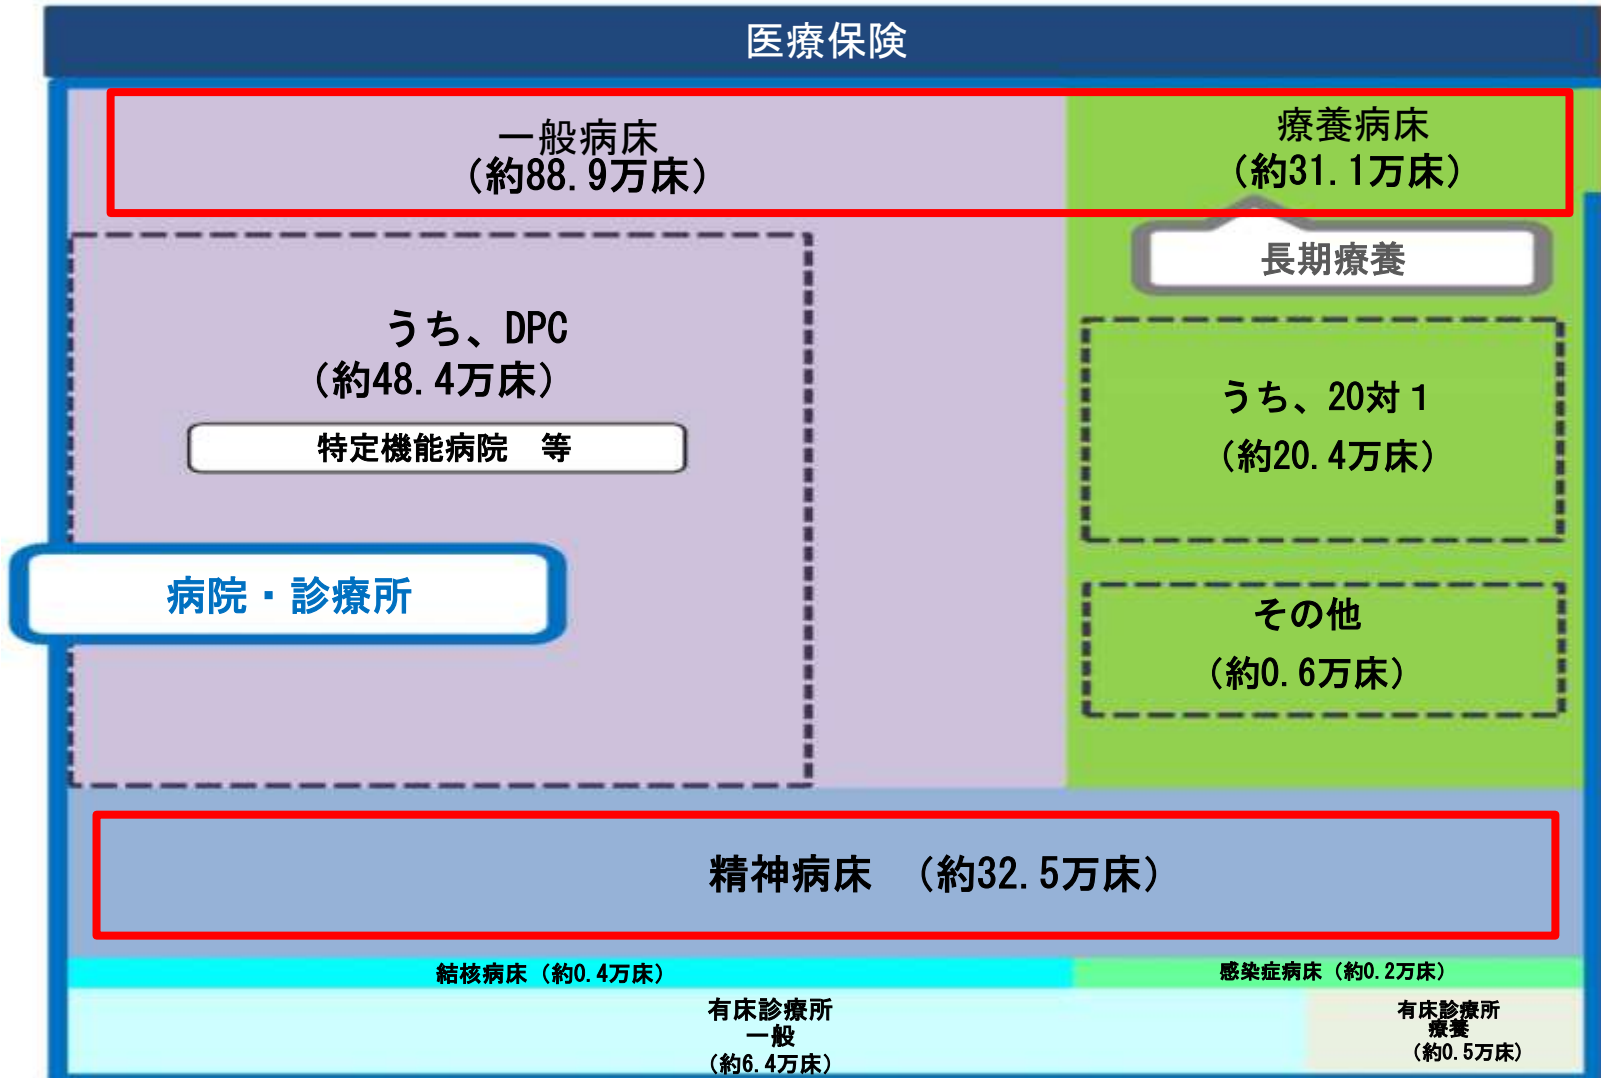 医療保険
一般病床
（約88.9万床）
療養病床
（約31.1万床）
長期療養
うち、DPC
（約48.4万床）
特定機能病院　等
うち、20対１
（約20.4万床）
病院・診療所
その他
（約0.6万床）
精神病床　（約32.5万床）
結核病床（約0.4万床）
感染症病床（約0.2万床）
有床診療所
一般
（約6.4万床）
有床診療所
療養
（約0.5万床）